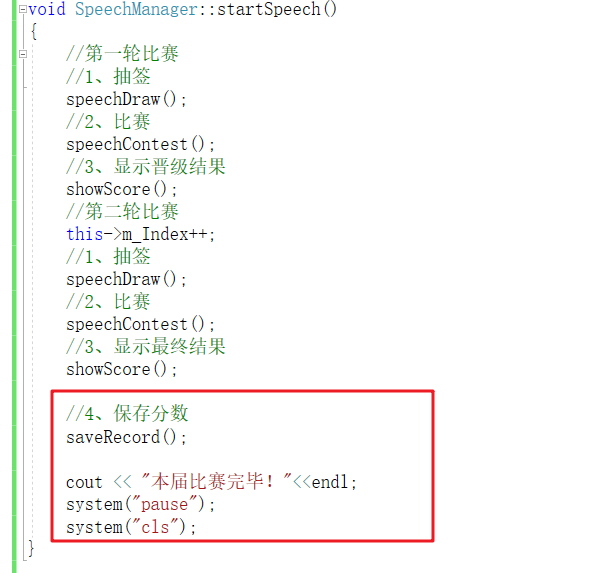 void SpeechManager::startSpeech()
{
//第一轮比赛
//1、抽签
speechDraw();
//2、比赛
speechContest();
//3、显示晋级结果
showScore();
//第二轮比赛
this->m_Index++;
//1、抽签
speechDraw();
//2、比赛
speechContest();
//3、显示最终结果
showScore();
//4、保存分数
saveRecord();
cout << "本届比赛完毕！"<<endl;
system("pause");
system("cls");
}